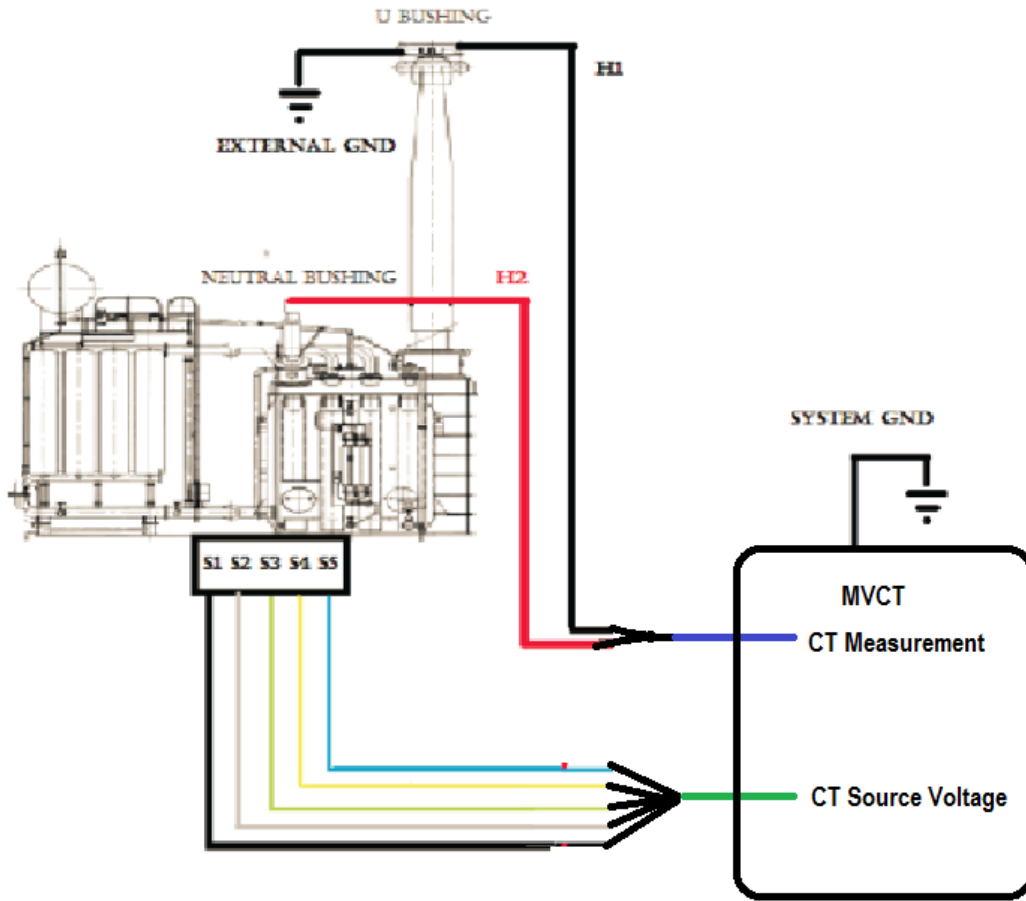 U BUSHING
H1
EXTERNAL GND
NEUTRAL BUSHING H2
SYSTEM GND
S1 S2 S3 S4 S5
MVCT
CT Measurement
CT Source Voltage